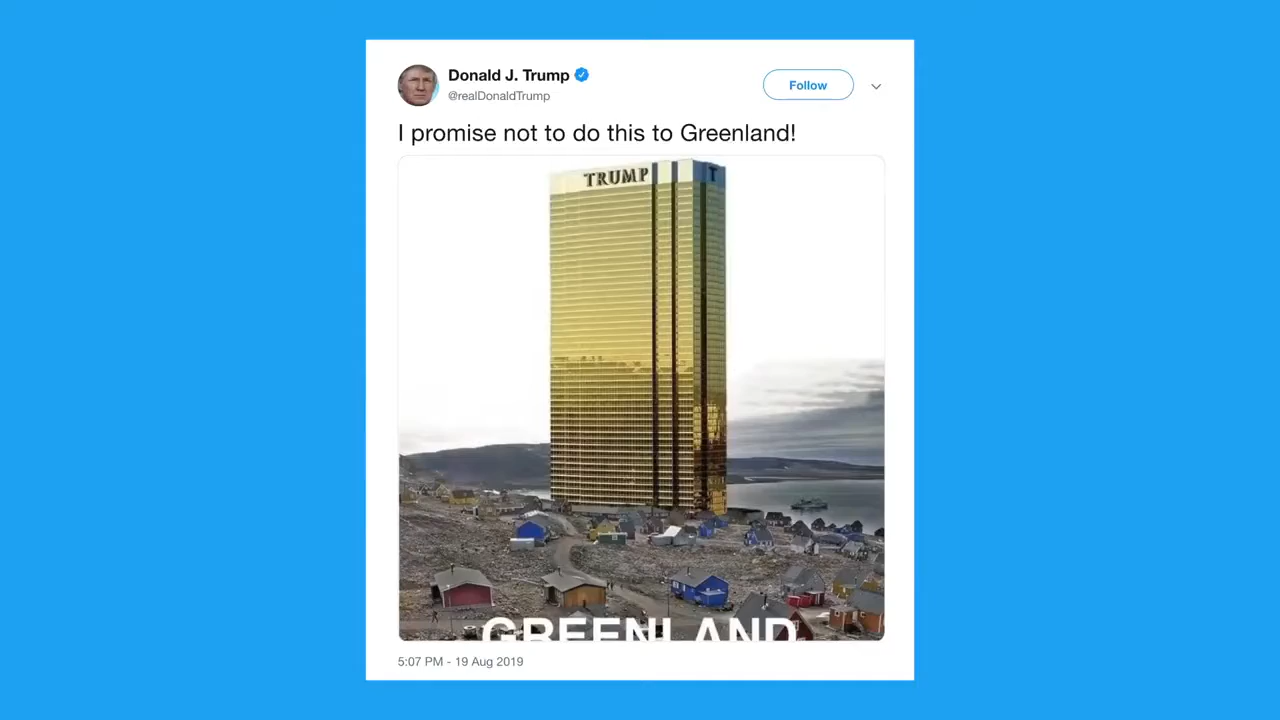 Donald J. Trump
@realDonaldTrump
Follow
I promise not to do this to Greenland!
TRUMP
T
GREENLAND
5:07 PM - 19 Aug 2019